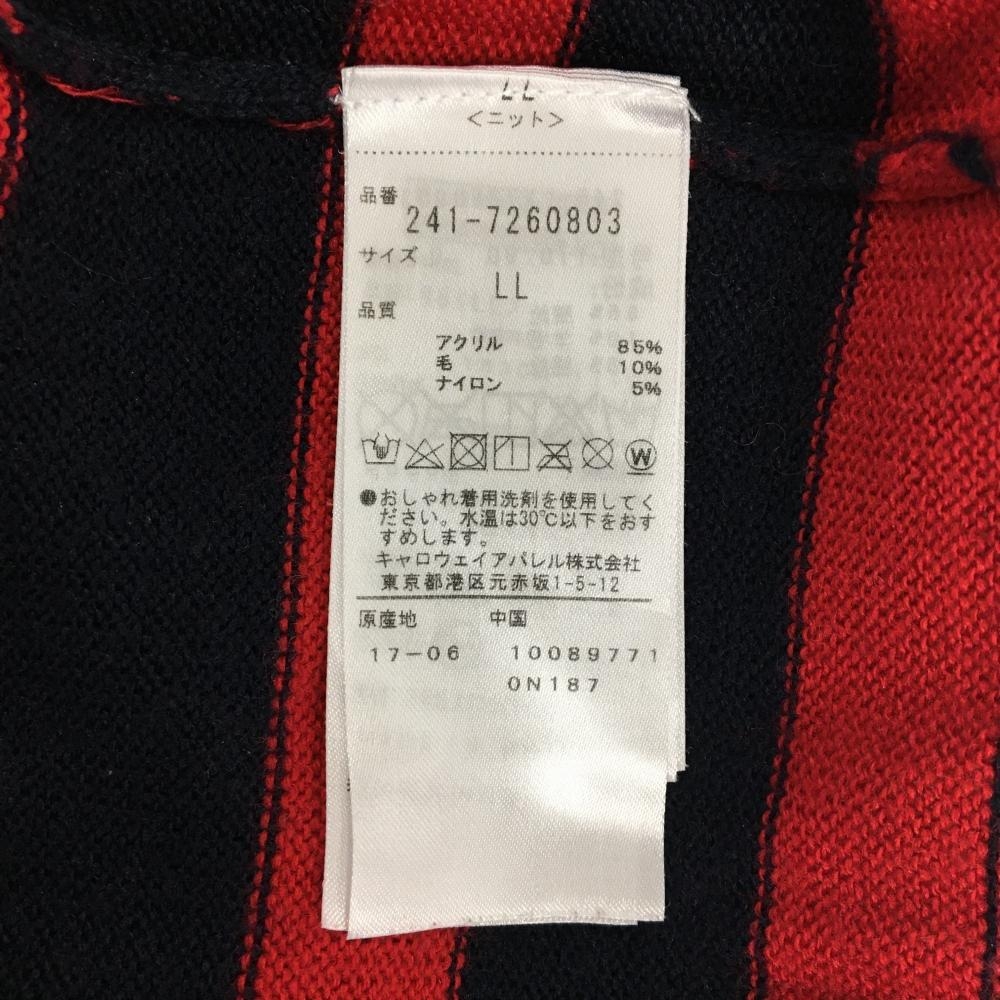 LL
<ニット>
品番
241-7260803
サイズ
LL
品質
アクリル 85%
毛 10%
ナイロン 5%
W
●おしゃれ着用洗剤を使用してく
ださい。水温は30℃以下をおす
すめします。
キャロウェイアパレル株式会社
東京都港区元赤坂1-5-12
原産地 中国
17-06 10089771
0N187